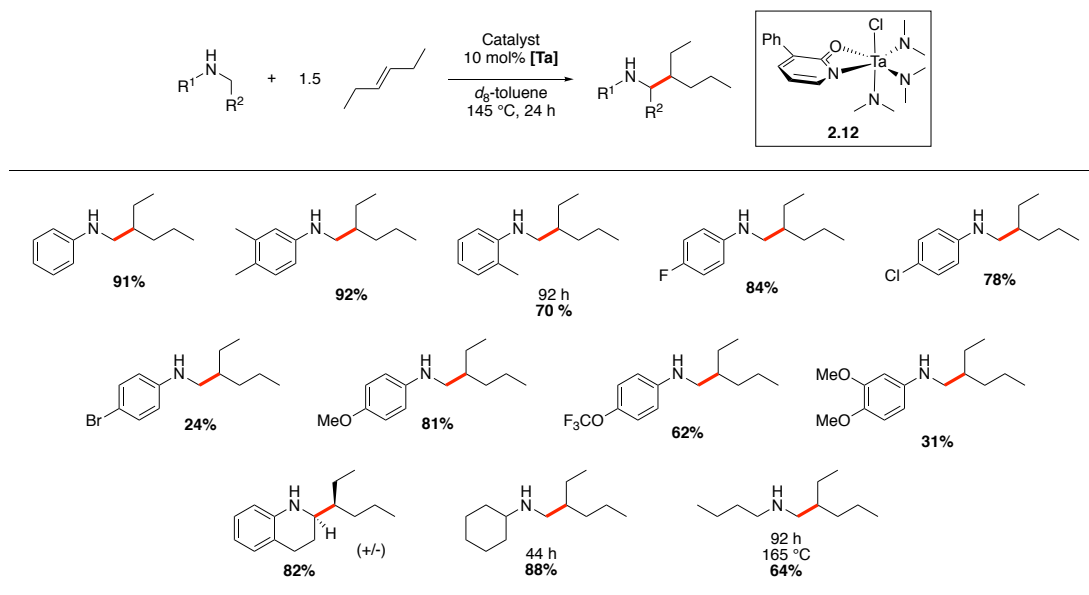 H
N
R1
R2
+
1.5
Catalyst
10 mol% [Ta]
d8-toluene
145 °C, 24 h
H
N
R1
R2
Ph
O
N
Cl
Ta
N
N
N
2.12
H
N
91%
H
N
92%
H
N
92 h
70 %
H
N
F
84%
H
N
Cl
78%
H
N
Br
24%
H
N
MeO
81%
H
N
F3CO
62%
H
N
MeO
MeO
31%
H
N
H
(+/-)
82%
H
N
44 h
88%
H
N
92 h
165 °C
64%